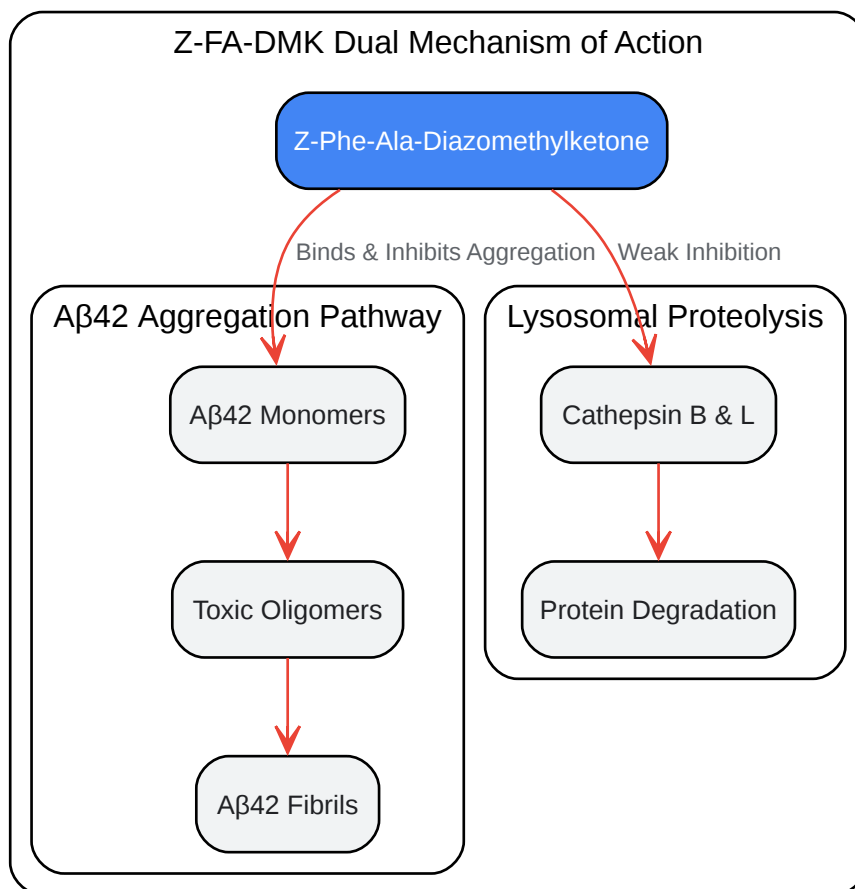 Z-FA-DMK Dual Mechanism of Action
Z-Phe-Ala-Diazomethylketone
Binds & Inhibits Aggregation
Weak Inhibition
Aβ42 Aggregation Pathway
Lysosomal Proteolysis
Aβ42 Monomers
Cathepsin B & L
Toxic Oligomers
Protein Degradation
Aβ42 Fibrils